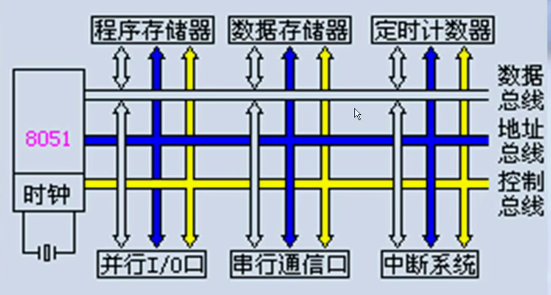 程序存储器 数据存储器 定时计数器
数据
总线
8051
地址
总线
时钟
控制
总线
并行I/O口 串行通信口 中断系统